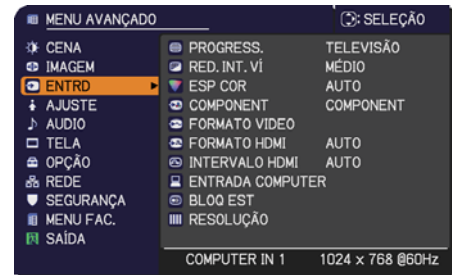 MENU AVANÇADO : SELEÇÃO
CENA
IMAGEM
ENTRD
AJUSTE
AUDIO
TELA
OPÇÃO
REDE
SEGURANÇA
MENU FAC.
SAÍDA
PROGRESS. TELEVISÃO
RED. INT. VÍ MÉDIO
ESP COR AUTO
COMPONENT COMPONENT
FORMATO VIDEO
FORMATO HDMI AUTO
INTERVALO HDMI AUTO
ENTRADA COMPUTER
BLOQ EST
RESOLUÇÃO
COMPUTER IN 1 1024 x 768 @60Hz